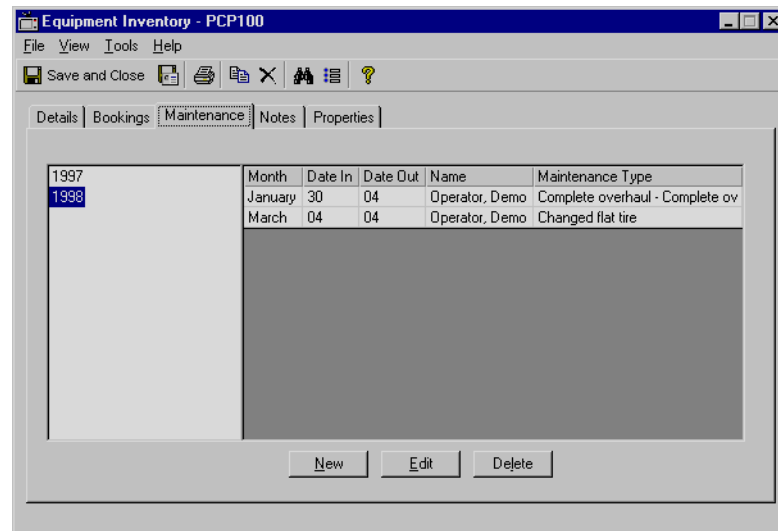 Equipment Inventory - PCP100
File View Tools Help
Save and Close
Details Bookings Maintenance Notes Properties
1997
1998
Month Date In Date Out Name Maintenance Type
January 30 04 Operator, Demo Complete overhaul - Complete ov
March 04 04 Operator, Demo Changed flat tire
New Edit Delete